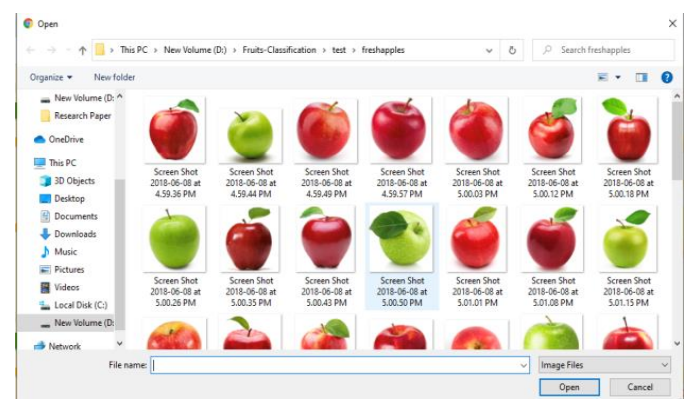 Open
This PC › New Volume (D:) › Fruits-Classification › test › freshapples
Search freshapples
Organize
New folder
New Volume (D:
Research Paper
OneDrive
This PC
3D Objects
Desktop
Documents
Downloads
Music
Pictures
Videos
Local Disk (C:)
New Volume (D:
Network
Screen Shot
2018-06-08 at
4.59.36 PM
Screen Shot
2018-06-08 at
4.59.44 PM
Screen Shot
2018-06-08 at
4.59.49 PM
Screen Shot
2018-06-08 at
4.59.57 PM
Screen Shot
2018-06-08 at
5.00.03 PM
Screen Shot
2018-06-08 at
5.00.12 PM
Screen Shot
2018-06-08 at
5.00.18 PM
Screen Shot
2018-06-08 at
5.00.26 PM
Screen Shot
2018-06-08 at
5.00.35 PM
Screen Shot
2018-06-08 at
5.00.43 PM
Screen Shot
2018-06-08 at
5.00.50 PM
Screen Shot
2018-06-08 at
5.01.01 PM
Screen Shot
2018-06-08 at
5.01.08 PM
Screen Shot
2018-06-08 at
5.01.15 PM
File name:
Image Files
Open
Cancel